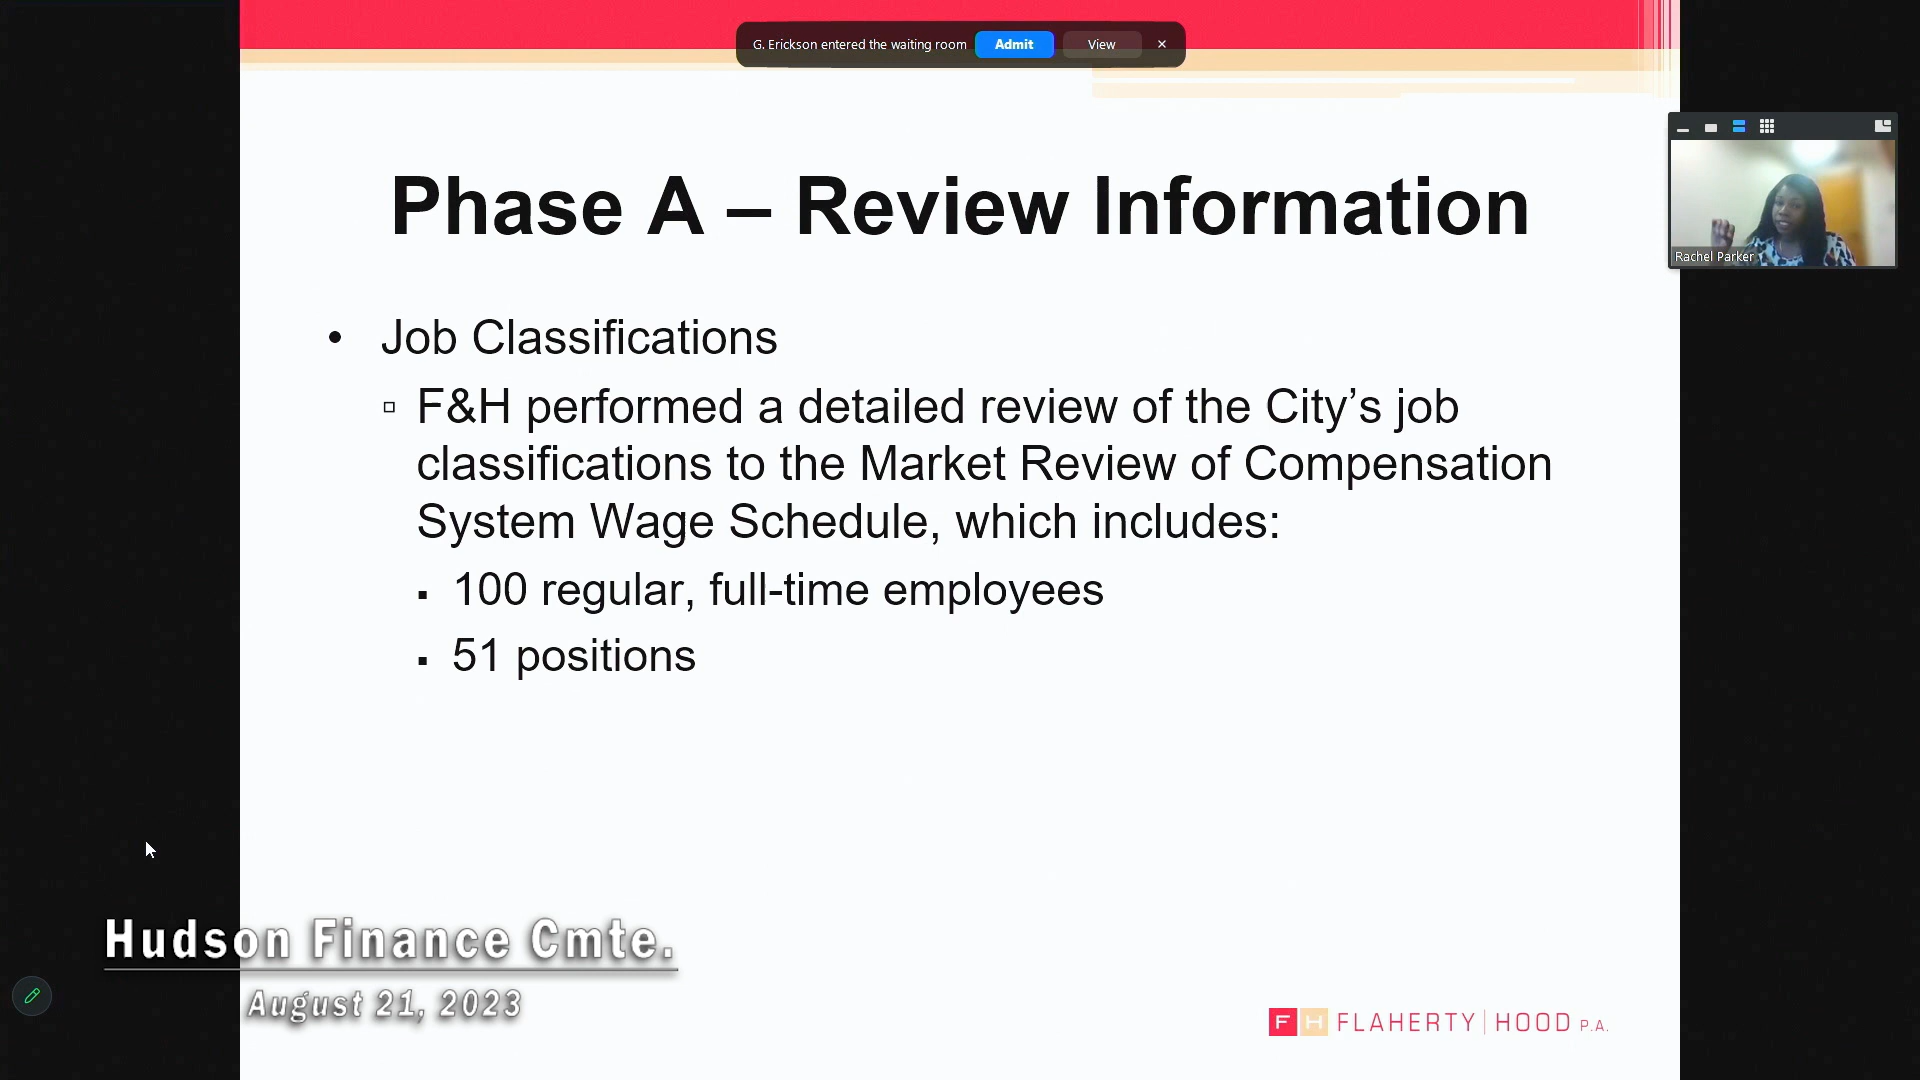 G. Erickson entered the waiting room Admit View
Phase A – Review Information
Rachel Parker
• Job Classifications
▫ F&H performed a detailed review of the City’s job
classifications to the Market Review of Compensation
System Wage Schedule, which includes:
▪ 100 regular, full-time employees
▪ 51 positions
Hudson Finance Cmte.
August 21, 2023
FH FLAHERTY | HOOD P.A.